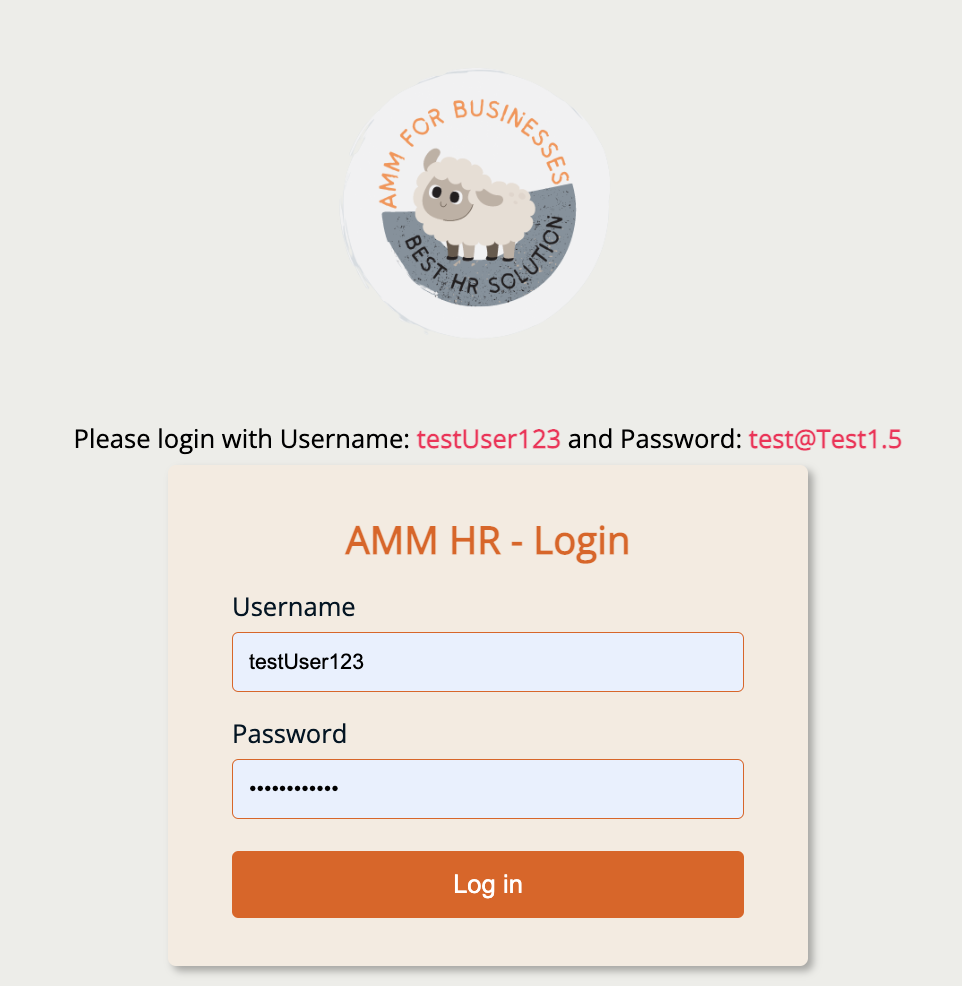 AMM FOR BUSINESSES
BEST HR SOLUTION
Please login with Username: testUser123 and Password: test@Test1.5
AMM HR - Login
Username
testUser123
Password
••••••••••••
Log in